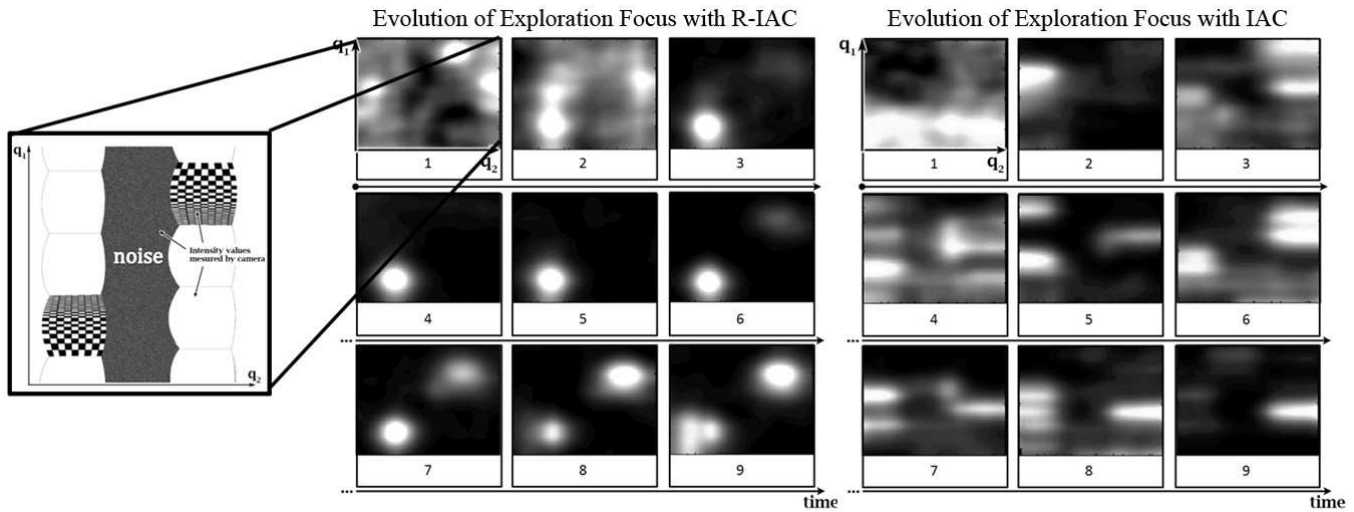 Evolution of Exploration Focus with R-IAC
Evolution of Exploration Focus with IAC
q1
noise
Intensity values
mesured by camera
q2
q1
q2
1
2
3
4
5
6
...
7
8
9
...
time
q1
q2
1
2
3
4
5
6
...
7
8
9
...
time